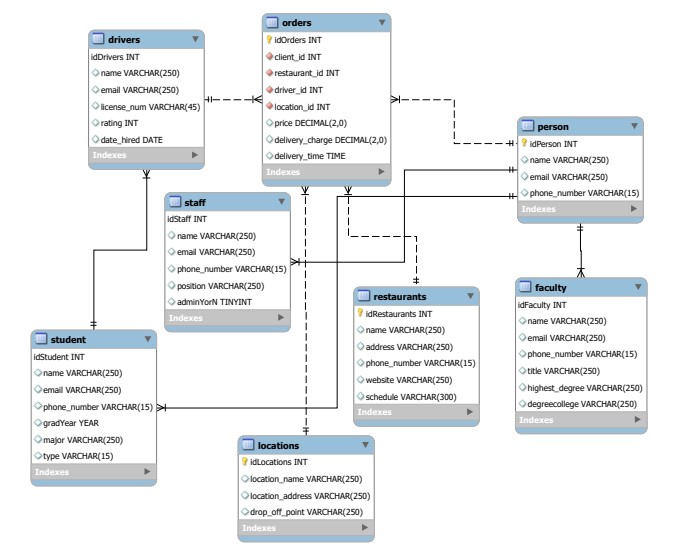 drivers
idDrivers INT
name VARCHAR(250)
email VARCHAR(250)
license_num VARCHAR(45)
rating INT
date_hired DATE
Indexes
orders
idOrders INT
client_id INT
restaurant_id INT
driver_id INT
location_id INT
price DECIMAL(2,0)
delivery_charge DECIMAL(2,0)
delivery_time TIME
Indexes
person
idPerson INT
name VARCHAR(250)
email VARCHAR(250)
phone_number VARCHAR(15)
Indexes
staff
idStaff INT
name VARCHAR(250)
email VARCHAR(250)
phone_number VARCHAR(15)
position VARCHAR(250)
adminYorN TINYINT
Indexes
restaurants
idRestaurants INT
name VARCHAR(250)
address VARCHAR(250)
phone_number VARCHAR(15)
website VARCHAR(250)
schedule VARCHAR(300)
Indexes
faculty
idFaculty INT
name VARCHAR(250)
email VARCHAR(250)
phone_number VARCHAR(15)
title VARCHAR(250)
highest_degree VARCHAR(250)
degreecollege VARCHAR(250)
Indexes
student
idStudent INT
name VARCHAR(250)
email VARCHAR(250)
phone_number VARCHAR(15)
gradYear YEAR
major VARCHAR(250)
type VARCHAR(15)
Indexes
locations
idLocations INT
location_name VARCHAR(250)
location_address VARCHAR(250)
drop_off_point VARCHAR(250)
Indexes